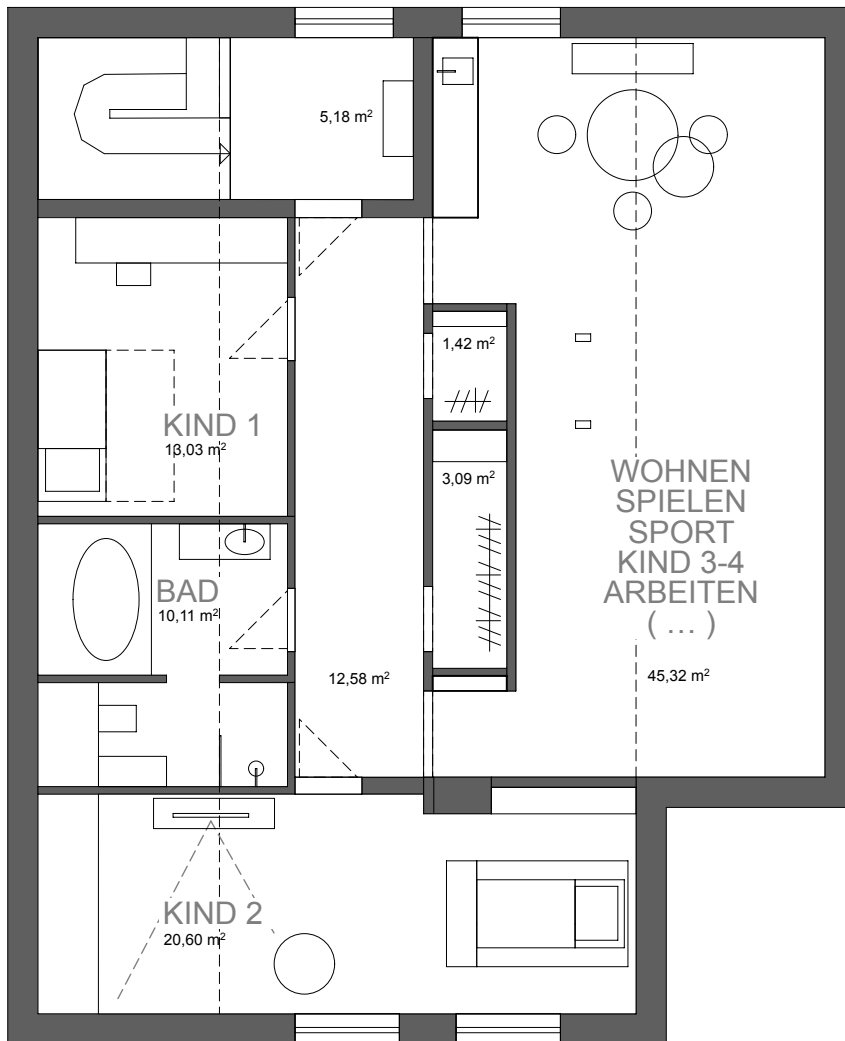 5,18 m²
1,42 m²
KIND 1
13,03 m²
3,09 m²
WOHNEN
SPIELEN
SPORT
KIND 3-4
ARBEITEN
( ... )
45,32 m²
BAD
10,11 m²
12,58 m²
KIND 2
20,60 m²